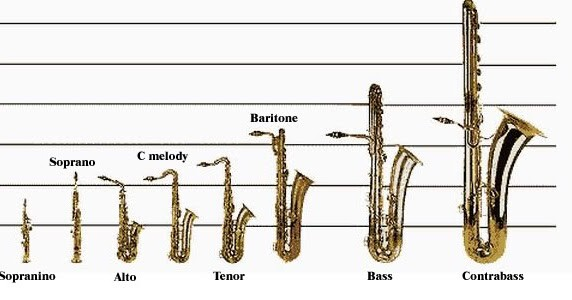 Baritone
C melody
Soprano
Sopranino
Alto
Tenor
Bass
Contrabass